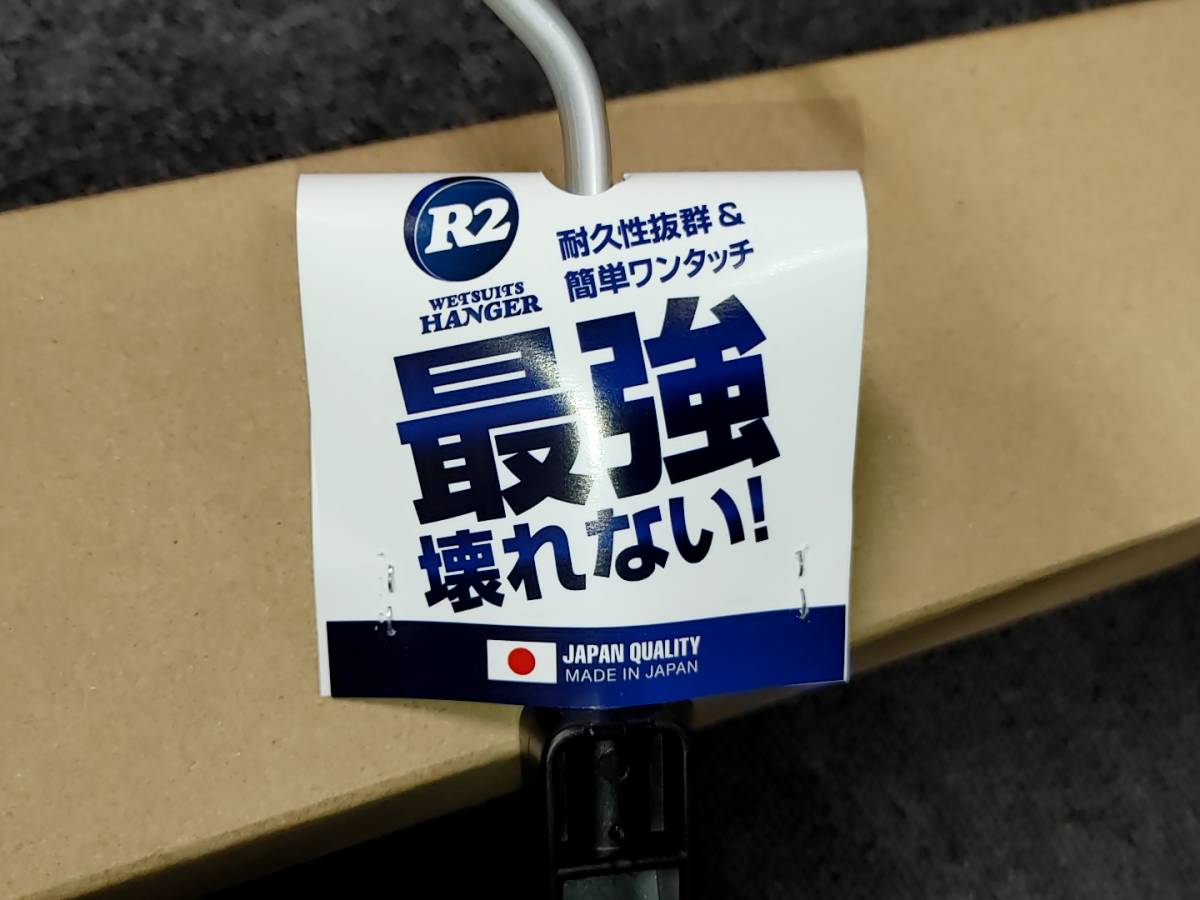 R2
WETSUITS
HANGER
耐久性抜群&
簡単ワンタッチ
最強
壊れない!
JAPAN QUALITY
MADE IN JAPAN